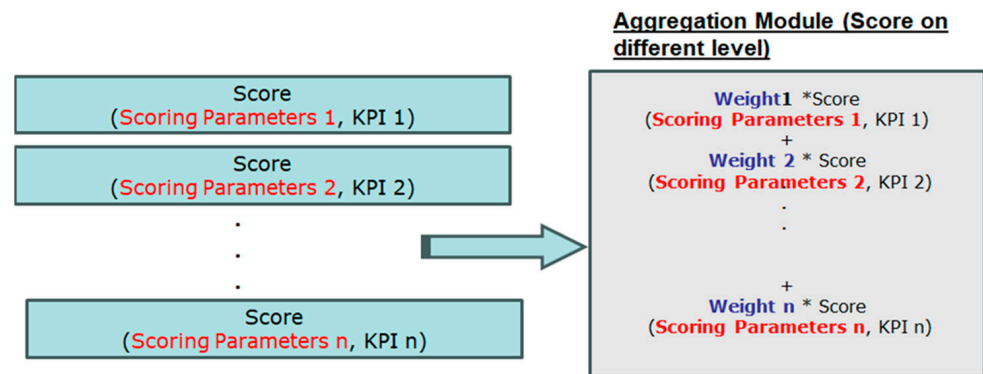 Aggregation Module (Score on
different level)
Score
(Scoring Parameters 1, KPI 1)
Score
(Scoring Parameters 2, KPI 2)
.
.
.
Score
(Scoring Parameters n, KPI n)
Weight1 *Score
(Scoring Parameters 1, KPI 1)
+
Weight 2 * Score
(Scoring Parameters 2, KPI 2)
.
.
.
+
Weight n * Score
(Scoring Parameters n, KPI n)